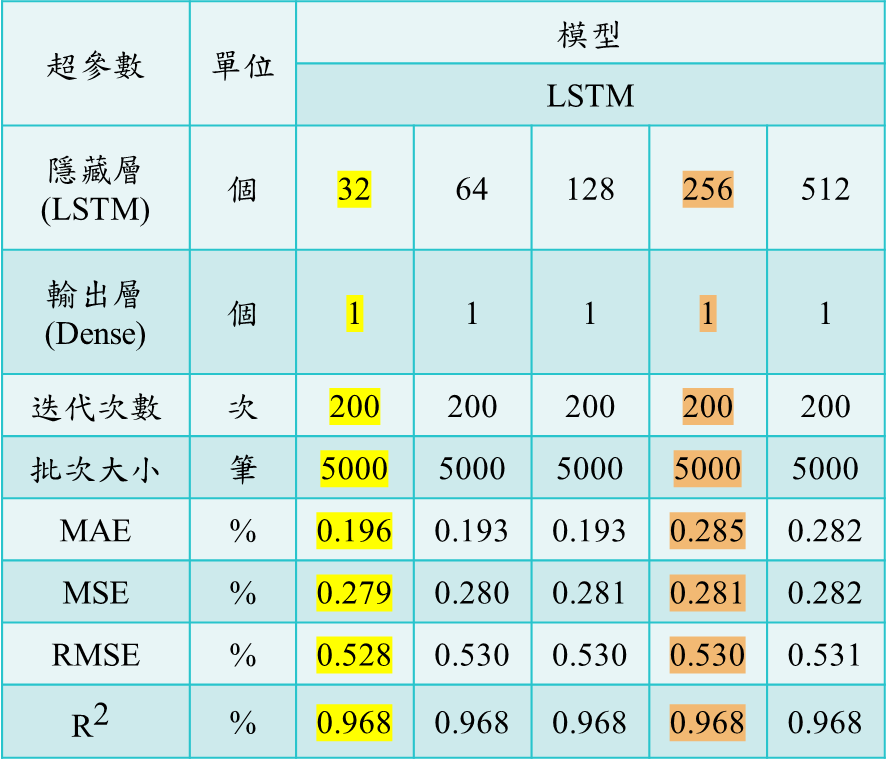 超參數 單位 模型
LSTM
隱藏層
(LSTM) 個 32 64 128 256 512
輸出層
(Dense) 個 1 1 1 1 1
迭代次數 次 200 200 200 200 200
批次大小 筆 5000 5000 5000 5000 5000
MAE % 0.196 0.193 0.193 0.285 0.282
MSE % 0.279 0.280 0.281 0.281 0.282
RMSE % 0.528 0.530 0.530 0.530 0.531
R² % 0.968 0.968 0.968 0.968 0.968